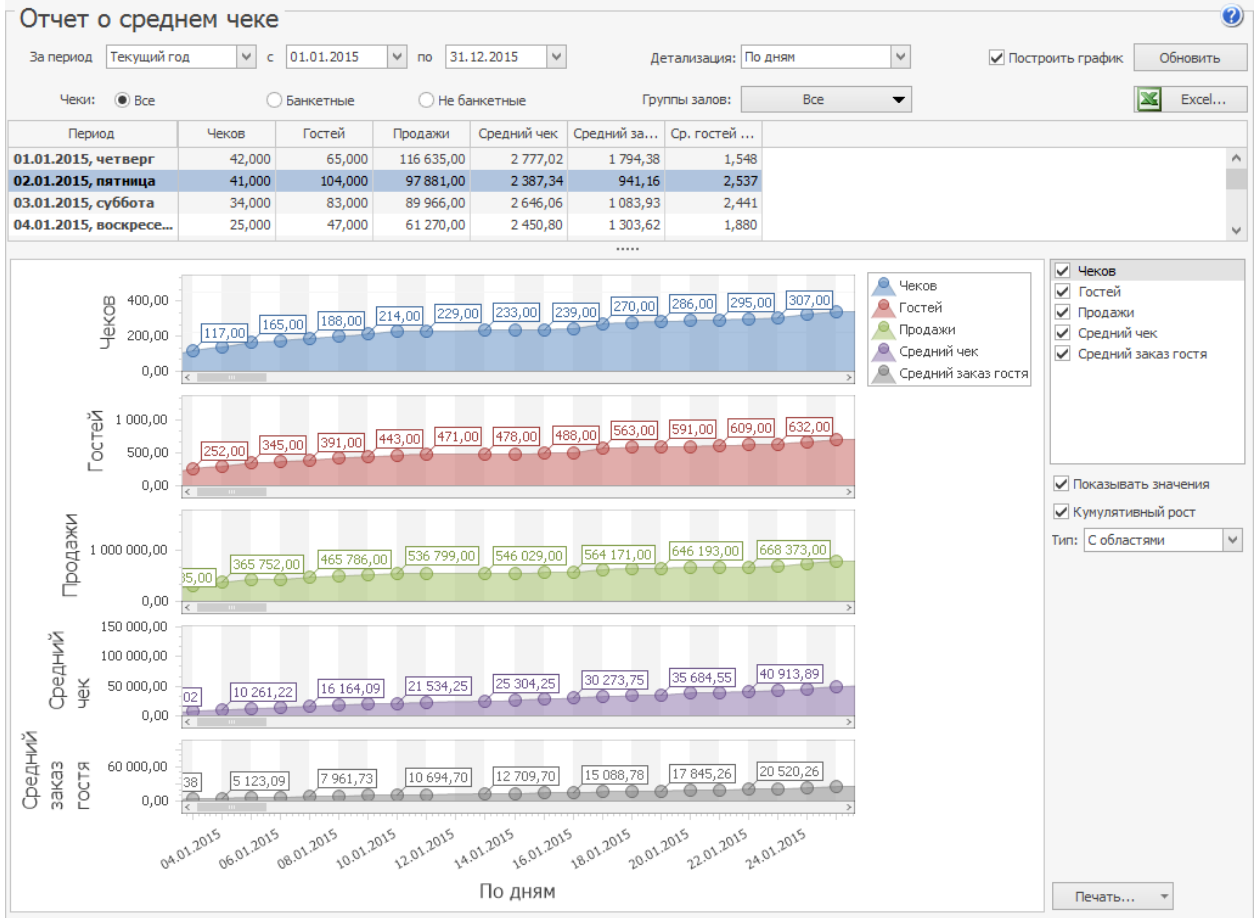 Отчет о среднем чеке
За период Текущий год с 01.01.2015 по 31.12.2015 Детализация: По дням Построить график Обновить
Чеки: Все Банкетные Не банкетные Группы залов: Все Excel...
Период Чеков Гостей Продажи Средний чек Средний за... Ср. гостей ...
01.01.2015, четверг 42,000 65,000 116 635,00 2 777,02 1 794,38 1,548
02.01.2015, пятница 41,000 104,000 97 881,00 2 387,34 941,16 2,537
03.01.2015, суббота 34,000 83,000 89 966,00 2 646,06 1 083,93 2,441
04.01.2015, воскресе... 25,000 47,000 61 270,00 2 450,80 1 303,62 1,880
Чеков
400,00
200,00
0,00
117,00 165,00 188,00 214,00 229,00 233,00 239,00 270,00 286,00 295,00 307,00
Гостей
1 000,00
500,00
0,00
252,00 345,00 391,00 443,00 471,00 478,00 488,00 563,00 591,00 609,00 632,00
Продажи
1 000 000,00
0,00
35,00 365 752,00 465 786,00 536 799,00 546 029,00 564 171,00 646 193,00 668 373,00
Средний
чек
150 000,00
100 000,00
50 000,00
0,00
02 10 261,22 16 164,09 21 534,25 25 304,25 30 273,75 35 684,55 40 913,89
Средний
заказ
гостя
60 000,00
0,00
38 5 123,09 7 961,73 10 694,70 12 709,70 15 088,78 17 845,26 20 520,26
04.01.2015 06.01.2015 08.01.2015 10.01.2015 12.01.2015 14.01.2015 16.01.2015 18.01.2015 20.01.2015 22.01.2015 24.01.2015
По дням
Чеков
Гостей
Продажи
Средний чек
Средний заказ гостя
Чеков
Гостей
Продажи
Средний чек
Средний заказ гостя
Показывать значения
Кумулятивный рост
Тип: С областями
Печать...